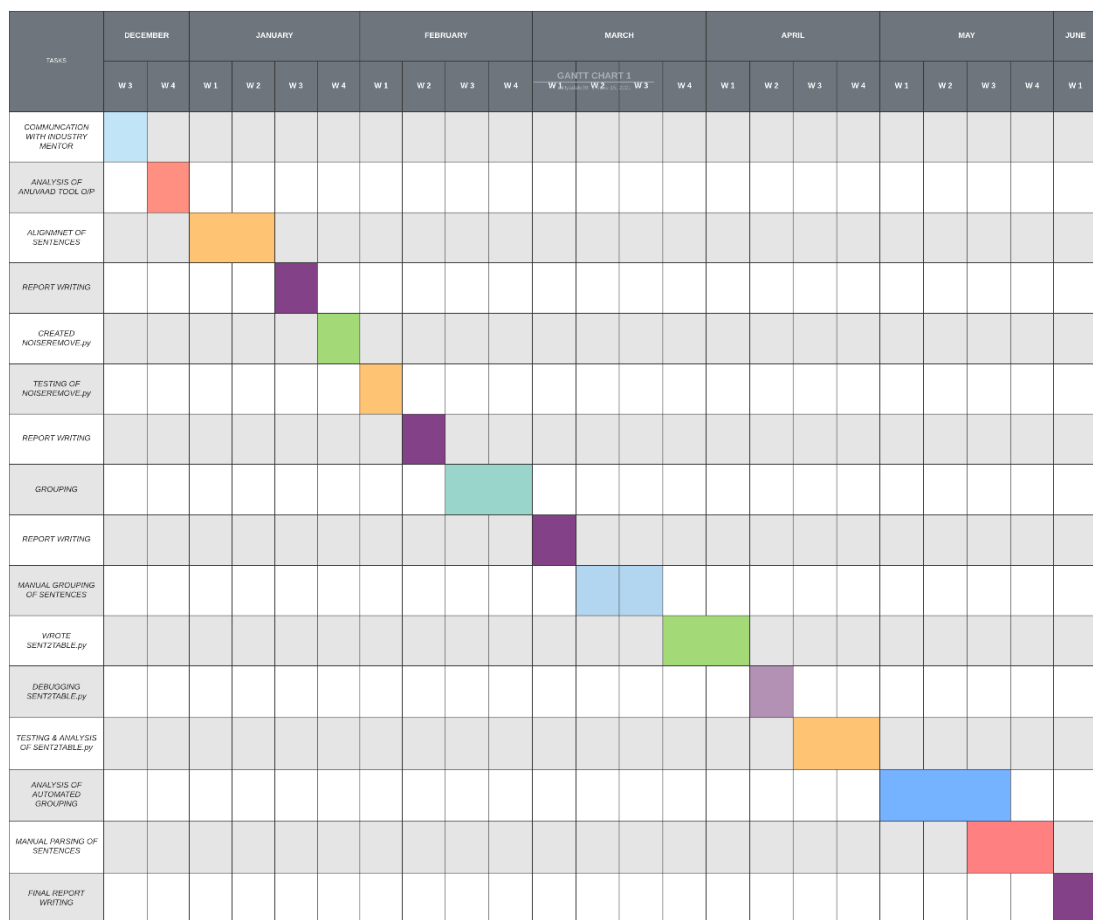 DECEMBER JANUARY FEBRUARY MARCH APRIL MAY JUNE
TASKS
GANTT CHART 1
W 3 W 4 W 1 W 2 W 3 W 4 W 1 W 2 W 3 W 4 W 1 W 2 W 3 W 4 W 1 W 2 W 3 W 4 W 1 W 2 W 3 W 4 W 1
COMMUNCATION
WITH INDUSTRY
MENTOR
ANALYSIS OF
ANUVAAD TOOL O/P
ALIGNMNET OF
SENTENCES
REPORT WRITING
CREATED
NOISEREMOVE.py
TESTING OF
NOISEREMOVE.py
REPORT WRITING
GROUPING
REPORT WRITING
MANUAL GROUPING
OF SENTENCES
WROTE
SENT2TABLE.py
DEBUGGING
SENT2TABLE.py
TESTING & ANALYSIS
OF SENT2TABLE.py
ANALYSIS OF
AUTOMATED
GROUPING
MANUAL PARSING OF
SENTENCES
FINAL REPORT
WRITING